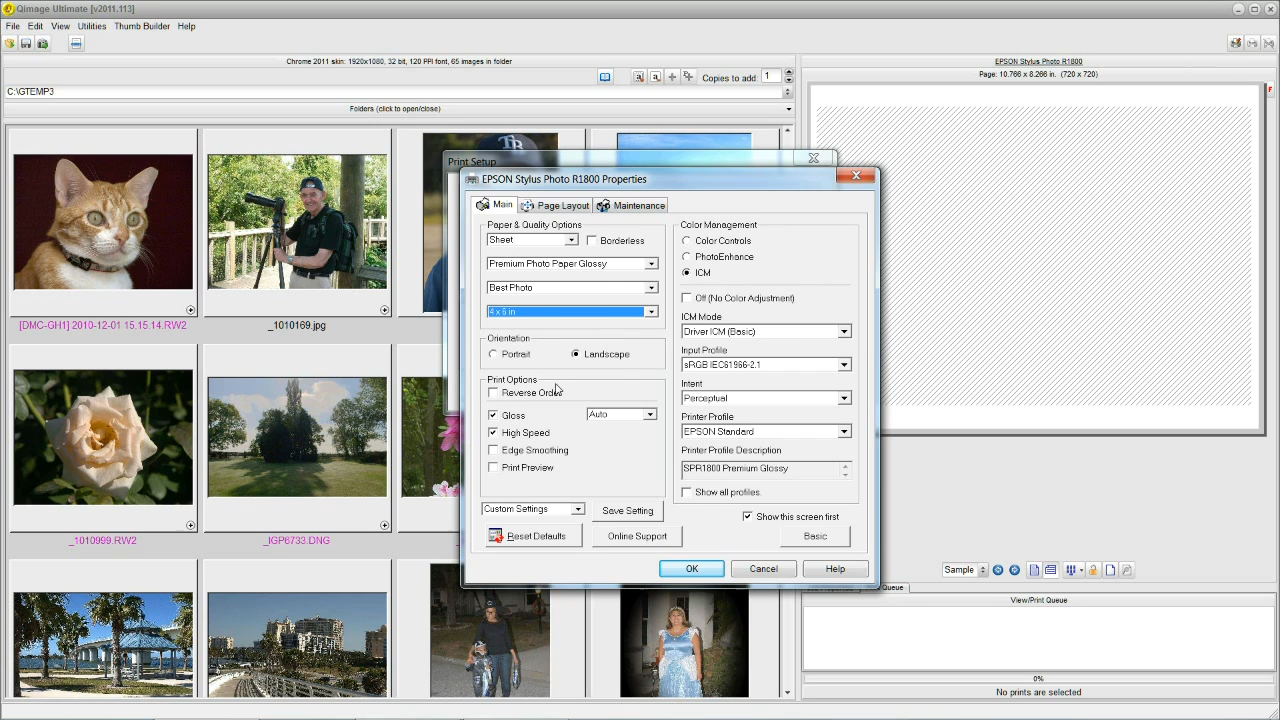 Qimage Ultimate [v2011.113]
File Edit View Utilities Thumb Builder Help
Chrome 2011 skin: 1920x1080, 32 bit, 120 PPI font, 65 images in folder
Copies to add: 1
C:\GTEMP3
Folders (click to open/close)
[DMC-GH1] 2010-12-01 15.15.14.RW2
_1010169.jpg
_1010999.RW2
_IGP6733.DNG
TB
EPSON Stylus Photo R1800
Page: 10.766 x 8.266 in. (720 x 720)
F
Print Setup
EPSON Stylus Photo R1800 Properties
Main Page Layout Maintenance
Paper & Quality Options
Sheet Borderless
Premium Photo Paper Glossy
Best Photo
4 x 6 in
Orientation
Portrait Landscape
Print Options
Reverse Order
Gloss Auto
High Speed
Edge Smoothing
Print Preview
Custom Settings Save Setting
Reset Defaults Online Support
Color Management
Color Controls
PhotoEnhance
ICM
Off (No Color Adjustment)
ICM Mode
Driver ICM (Basic)
Input Profile
sRGB IEC61966-2.1
Intent
Perceptual
Printer Profile
EPSON Standard
Printer Profile Description
SPR1800 Premium Glossy
Show all profiles.
Show this screen first
Basic
OK Cancel Help
Sample
Queue
View/Print Queue
0%
No prints are selected